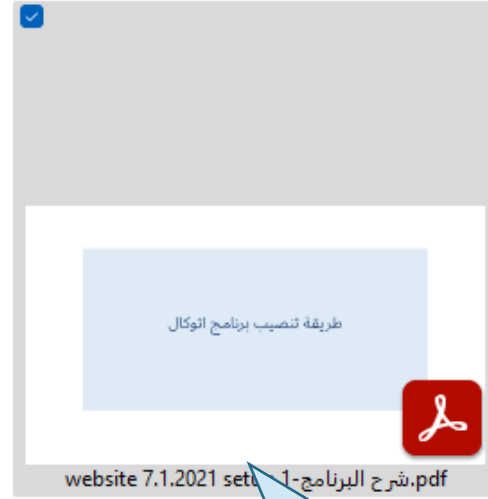 طريقة تنصيب برنامج اتوكال
website 7.1.2021 1-شرح البرنامج.pdf